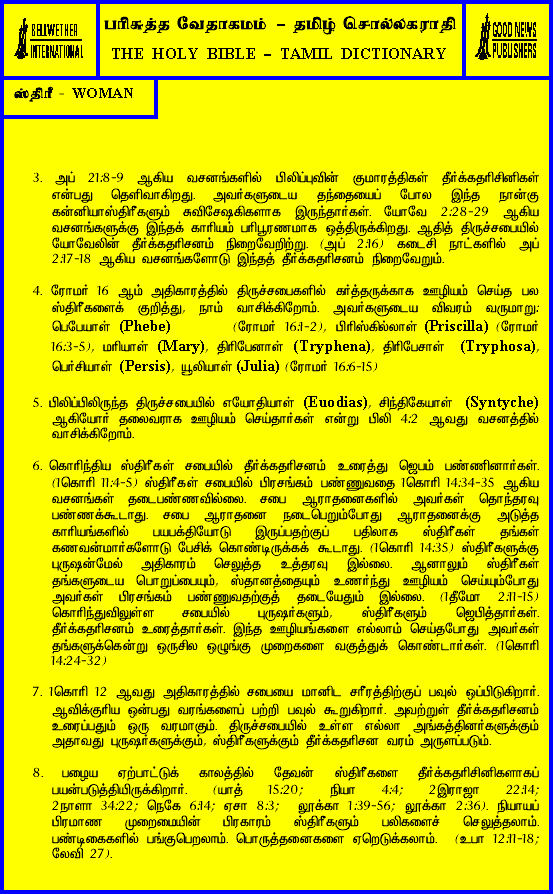 BELLWETHER
INTERNATIONAL
பரிசுத்த வேதாகமம் – தமிழ் சொல்லகராதி
THE HOLY BIBLE – TAMIL DICTIONARY
GOOD NEWS
PUBLISHERS
ஸ்திரீ - WOMAN
3. அப் 21:8-9 ஆகிய வசனங்களில் பிலிப்புவின் குமாரத்திகள் தீர்க்கதரிசினிகள்
என்பது தெளிவாகிறது. அவர்களுடைய தந்தையைப் போல இந்த நான்கு
கன்னியாஸ்திரீகளும் சுவிசேஷகிகளாக இருந்தார்கள். யோவே 2:28-29 ஆகிய
வசனங்களுக்கு இந்தக் காரியம் பரிபூரணமாக ஒத்திருக்கிறது. ஆதித் திருச்சபையில்
யோவேலின் தீர்க்கதரிசனம் நிறைவேறிற்று. (அப் 2:16) கடைசி நாட்களில் அப்
2:17-18 ஆகிய வசனங்களோடு இந்தத் தீர்க்கதரிசனம் நிறைவேறும்.
4. ரோமர் 16 ஆம் அதிகாரத்தில் திருச்சபைகளில் கர்த்தருக்காக ஊழியம் செய்த பல
ஸ்திரீகளைக் குறித்து, நாம் வாசிக்கிறோம். அவர்களுடைய விவரம் வருமாறு:
பெபேயாள் (Phebe) (ரோமர் 16:1-2), பிரிஸ்கில்லாள் (Priscilla) (ரோமர்
16:3-5), மரியாள் (Mary), திரிபேனாள் (Tryphena), திரிபோசாள் (Tryphosa),
பெர்சியாள் (Persis), யூலியாள் (Julia) (ரோமர் 16:6-15)
5. பிலிப்பிலிருந்த திருச்சபையில் எயோதியாள் (Euodias), சிந்திகேயாள் (Syntyche)
ஆகியோர் தலைவராக ஊழியம் செய்தார்கள் என்று பிலி 4:2 ஆவது வசனத்தில்
வாசிக்கிறோம்.
6. கொரிந்திய ஸ்திரீகள் சபையில் தீர்க்கதரிசனம் உரைத்து ஜெபம் பண்ணினார்கள்.
(1கொரி 11:4-5) ஸ்திரீகள் சபையில் பிரசங்கம் பண்ணுவதை 1கொரி 14:34-35 ஆகிய
வசனங்கள் தடைபண்ணவில்லை. சபை ஆராதனைகளில் அவர்கள் தொந்தரவு
பண்ணக்கூடாது. சபை ஆராதனை நடைபெறும்போது ஆராதனைக்கு அடுத்த
காரியங்களில் பயபக்தியோடு இருப்பதற்குப் பதிலாக ஸ்திரீகள் தங்கள்
கணவன்மார்களோடு பேசிக் கொண்டிருக்கக் கூடாது. (1கொரி 14:35) ஸ்திரீகளுக்கு
புருஷன்மேல் அதிகாரம் செலுத்த உத்தரவு இல்லை. ஆனாலும் ஸ்திரீகள்
தங்களுடைய பொறுப்பையும், ஸ்தானத்தையும் உணர்ந்து ஊழியம் செய்யும்போது
அவர்கள் பிரசங்கம் பண்ணுவதற்குத் தடையேதும் இல்லை. (1தீமோ 2:11-15)
கொரிந்துவிலுள்ள சபையில் புருஷர்களும், ஸ்திரீகளும் ஜெபித்தார்கள்.
தீர்க்கதரிசனம் உரைத்தார்கள். இந்த ஊழியங்களை எல்லாம் செய்தபோது அவர்கள்
தங்களுக்கென்று ஒருசில ஒழுங்கு முறைகளை வகுத்துக் கொண்டார்கள். (1கொரி
14:24-32)
7. 1கொரி 12 ஆவது அதிகாரத்தில் சபையை மானிட சரீரத்திற்குப் பவுல் ஒப்பிடுகிறார்.
ஆவிக்குரிய ஒன்பது வரங்களைப் பற்றி பவுல் கூறுகிறார். அவற்றுள் தீர்க்கதரிசனம்
உரைப்பதும் ஒரு வரமாகும். திருச்சபையில் உள்ள எல்லா அங்கத்தினர்களுக்கும்
அதாவது புருஷர்களுக்கும், ஸ்திரீகளுக்கும் தீர்க்கதரிசன வரம் அருளப்படும்.
8. பழைய ஏற்பாட்டுக் காலத்தில் தேவன் ஸ்திரீகளை தீர்க்கதரிசினிகளாகப்
பயன்படுத்தியிருக்கிறார். (யாத் 15:20; நியா 4:4; 2இராஜா 22:14;
2நாளா 34:22; நெகே 6:14; ஏசா 8:3; லூக்கா 1:39-56; லூக்கா 2:36). நியாயப்
பிரமாண முறைமையின் பிரகாரம் ஸ்திரீகளும் பலிகளைச் செலுத்தலாம்.
பண்டிகைகளில் பங்குபெறலாம். பொருத்தனைகளை ஏறெடுக்கலாம். (உபா 12:11-18;
லேவி 27).